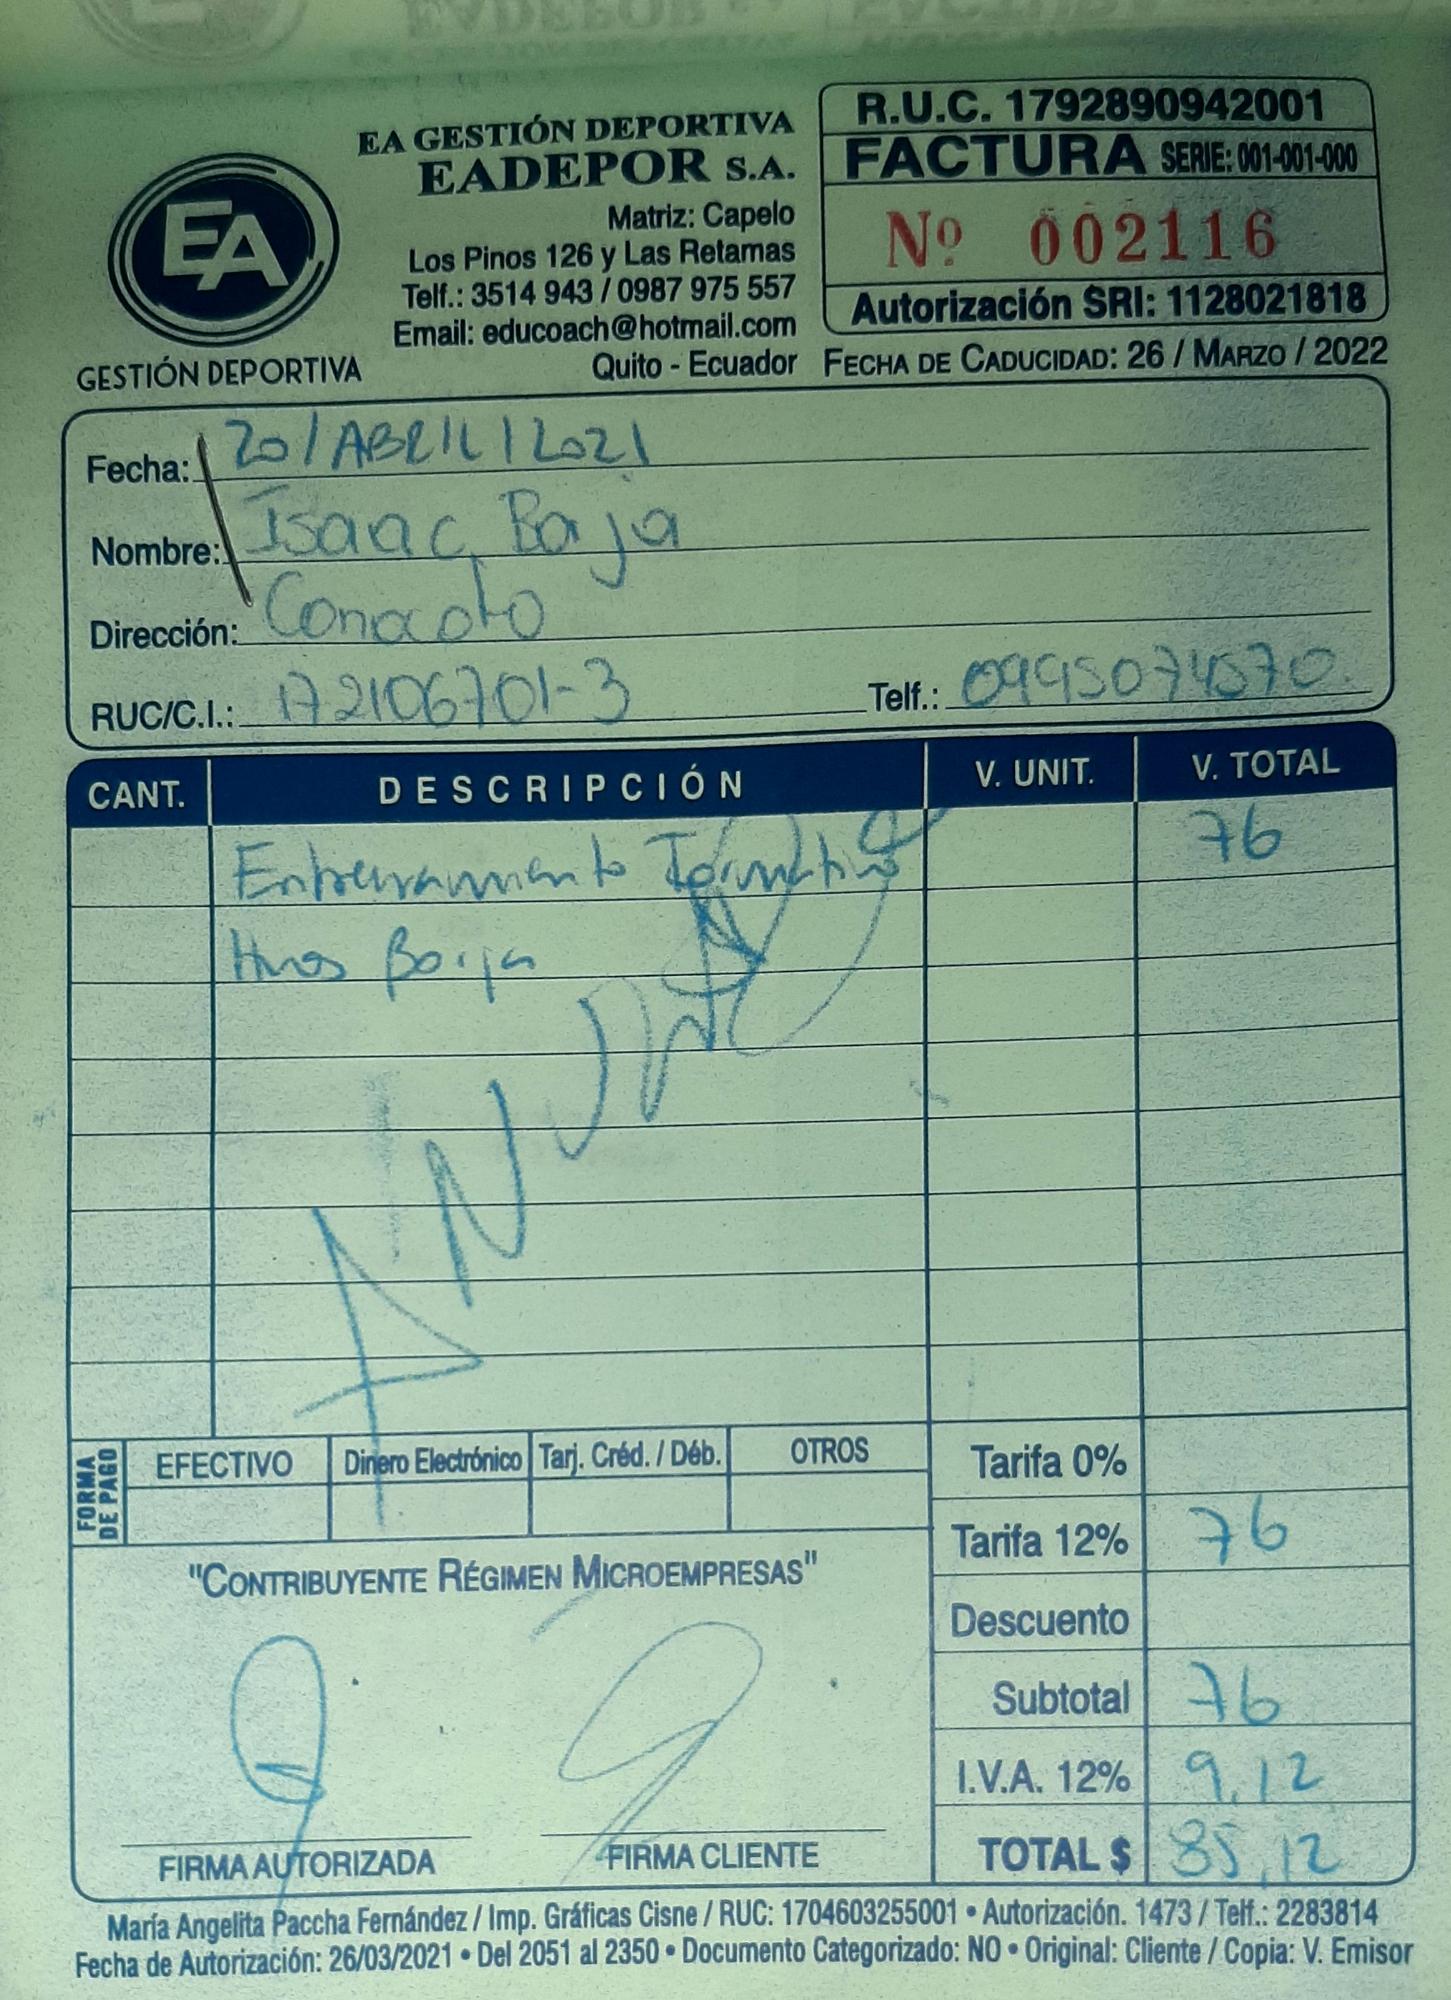 EA GESTIÓN DEPORTIVA
EADEPOR S.A.
Matriz: Capelo
Los Pinos 126 y Las Retamas
Telf.: 3514 943 / 0987 975 557
Email: educoach@hotmail.com
Quito - Ecuador
EA
GESTIÓN DEPORTIVA
R.U.C. 1792890942001
FACTURA SERIE: 001-001-000
Nº 002116
Autorización SRI: 1128021818
FECHA DE CADUCIDAD: 26 / MARZO / 2022
Fecha: 20/ABRIL/2021
Nombre: Isaac Borja
Dirección: Conocoto
RUC/C.I.: 172106701-3 Telf.: 0995074570
CANT. DESCRIPCIÓN V. UNIT. V. TOTAL
Entrenamiento Formativo 76
Hnos Borja
ANULADO
FORMA DE PAGO
EFECTIVO Dinero Electrónico Tarj. Créd. / Déb. OTROS
Tarifa 0%
Tarifa 12% 76
Descuento
Subtotal 76
I.V.A. 12% 9,12
TOTAL $ 85,12
"CONTRIBUYENTE RÉGIMEN MICROEMPRESAS"
FIRMA AUTORIZADA FIRMA CLIENTE
María Angelita Paccha Fernández / Imp. Gráficas Cisne / RUC: 1704603255001 • Autorización. 1473 / Telf.: 2283814
Fecha de Autorización: 26/03/2021 • Del 2051 al 2350 • Documento Categorizado: NO • Original: Cliente / Copia: V. Emisor